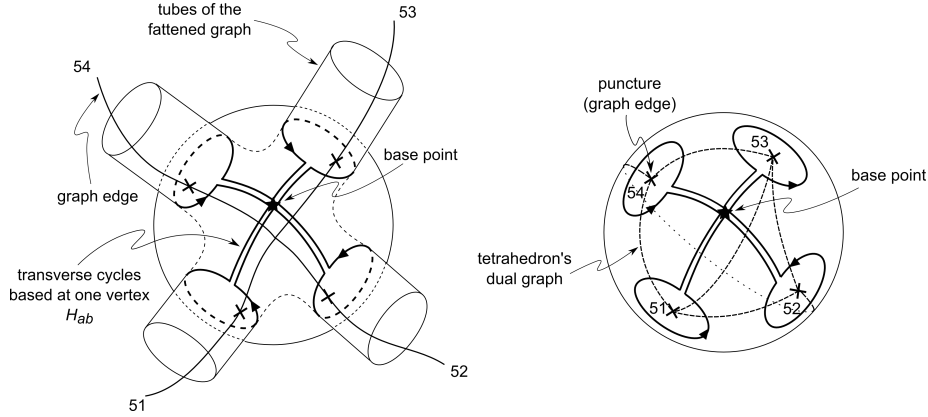 tubes of the
fattened graph
53
54
graph edge
base point
transverse cycles
based at one vertex
Hab
51
52
puncture
(graph edge)
53
54
base point
tetrahedron's
dual graph
51
52